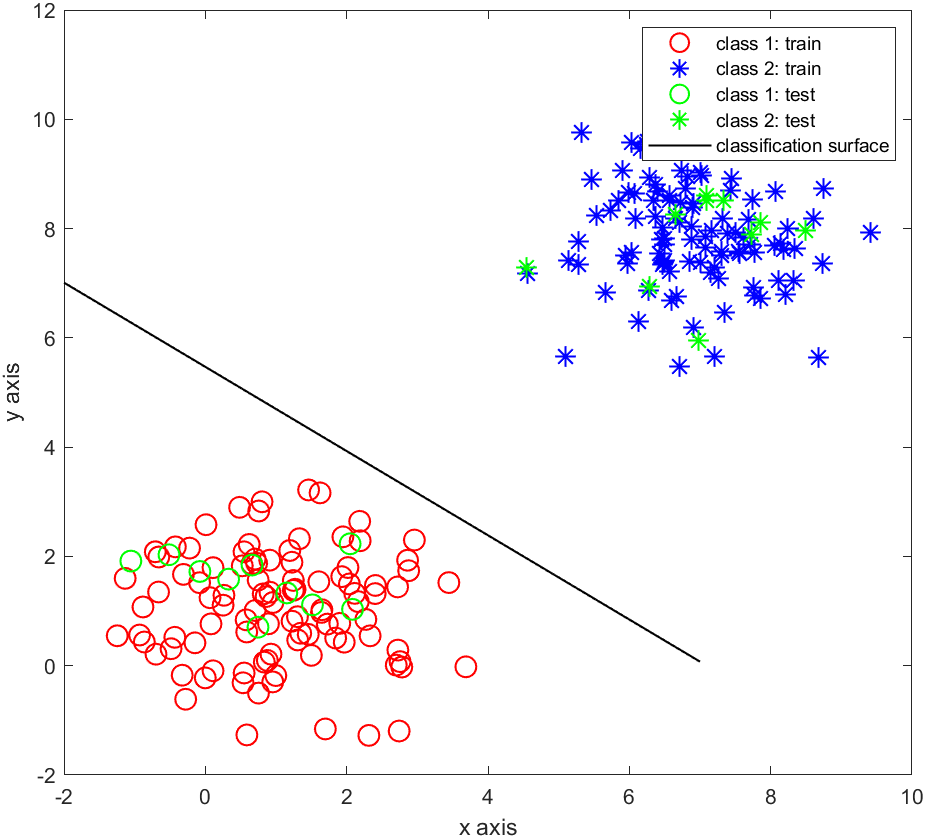 12
10
8
6
4
2
0
-2
-2 0 2 4 6 8 10
x axis
y axis
class 1: train
class 2: train
class 1: test
class 2: test
classification surface